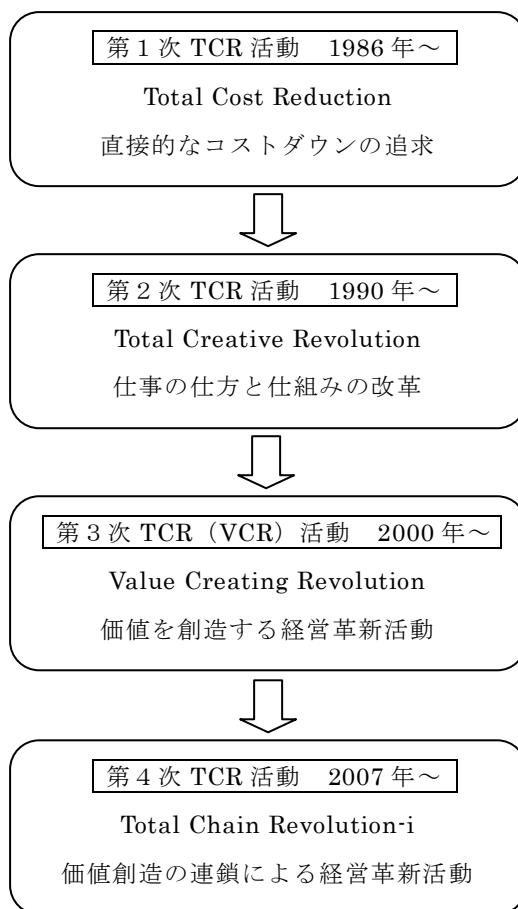 第１次 TCR 活動　1986 年～
Total Cost Reduction
直接的なコストダウンの追求
第２次 TCR 活動　1990 年～
Total Creative Revolution
仕事の仕方と仕組みの改革
第３次 TCR（VCR）活動　2000 年～
Value Creating Revolution
価値を創造する経営革新活動
第４次 TCR 活動　2007 年～
Total Chain Revolution-i
価値創造の連鎖による経営革新活動